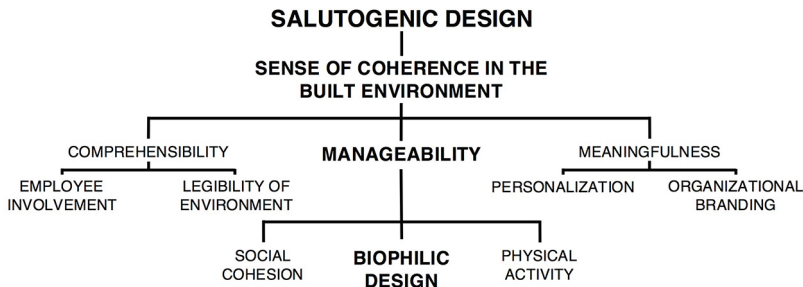 SALUTOGENIC DESIGN
SENSE OF COHERENCE IN THE
BUILT ENVIRONMENT
COMPREHENSIBILITY
MANAGEABILITY
MEANINGFULNESS
EMPLOYEE
INVOLVEMENT
LEGIBILITY OF
ENVIRONMENT
PERSONALIZATION
ORGANIZATIONAL
BRANDING
SOCIAL
COHESION
BIOPHILIC
DESIGN
PHYSICAL
ACTIVITY